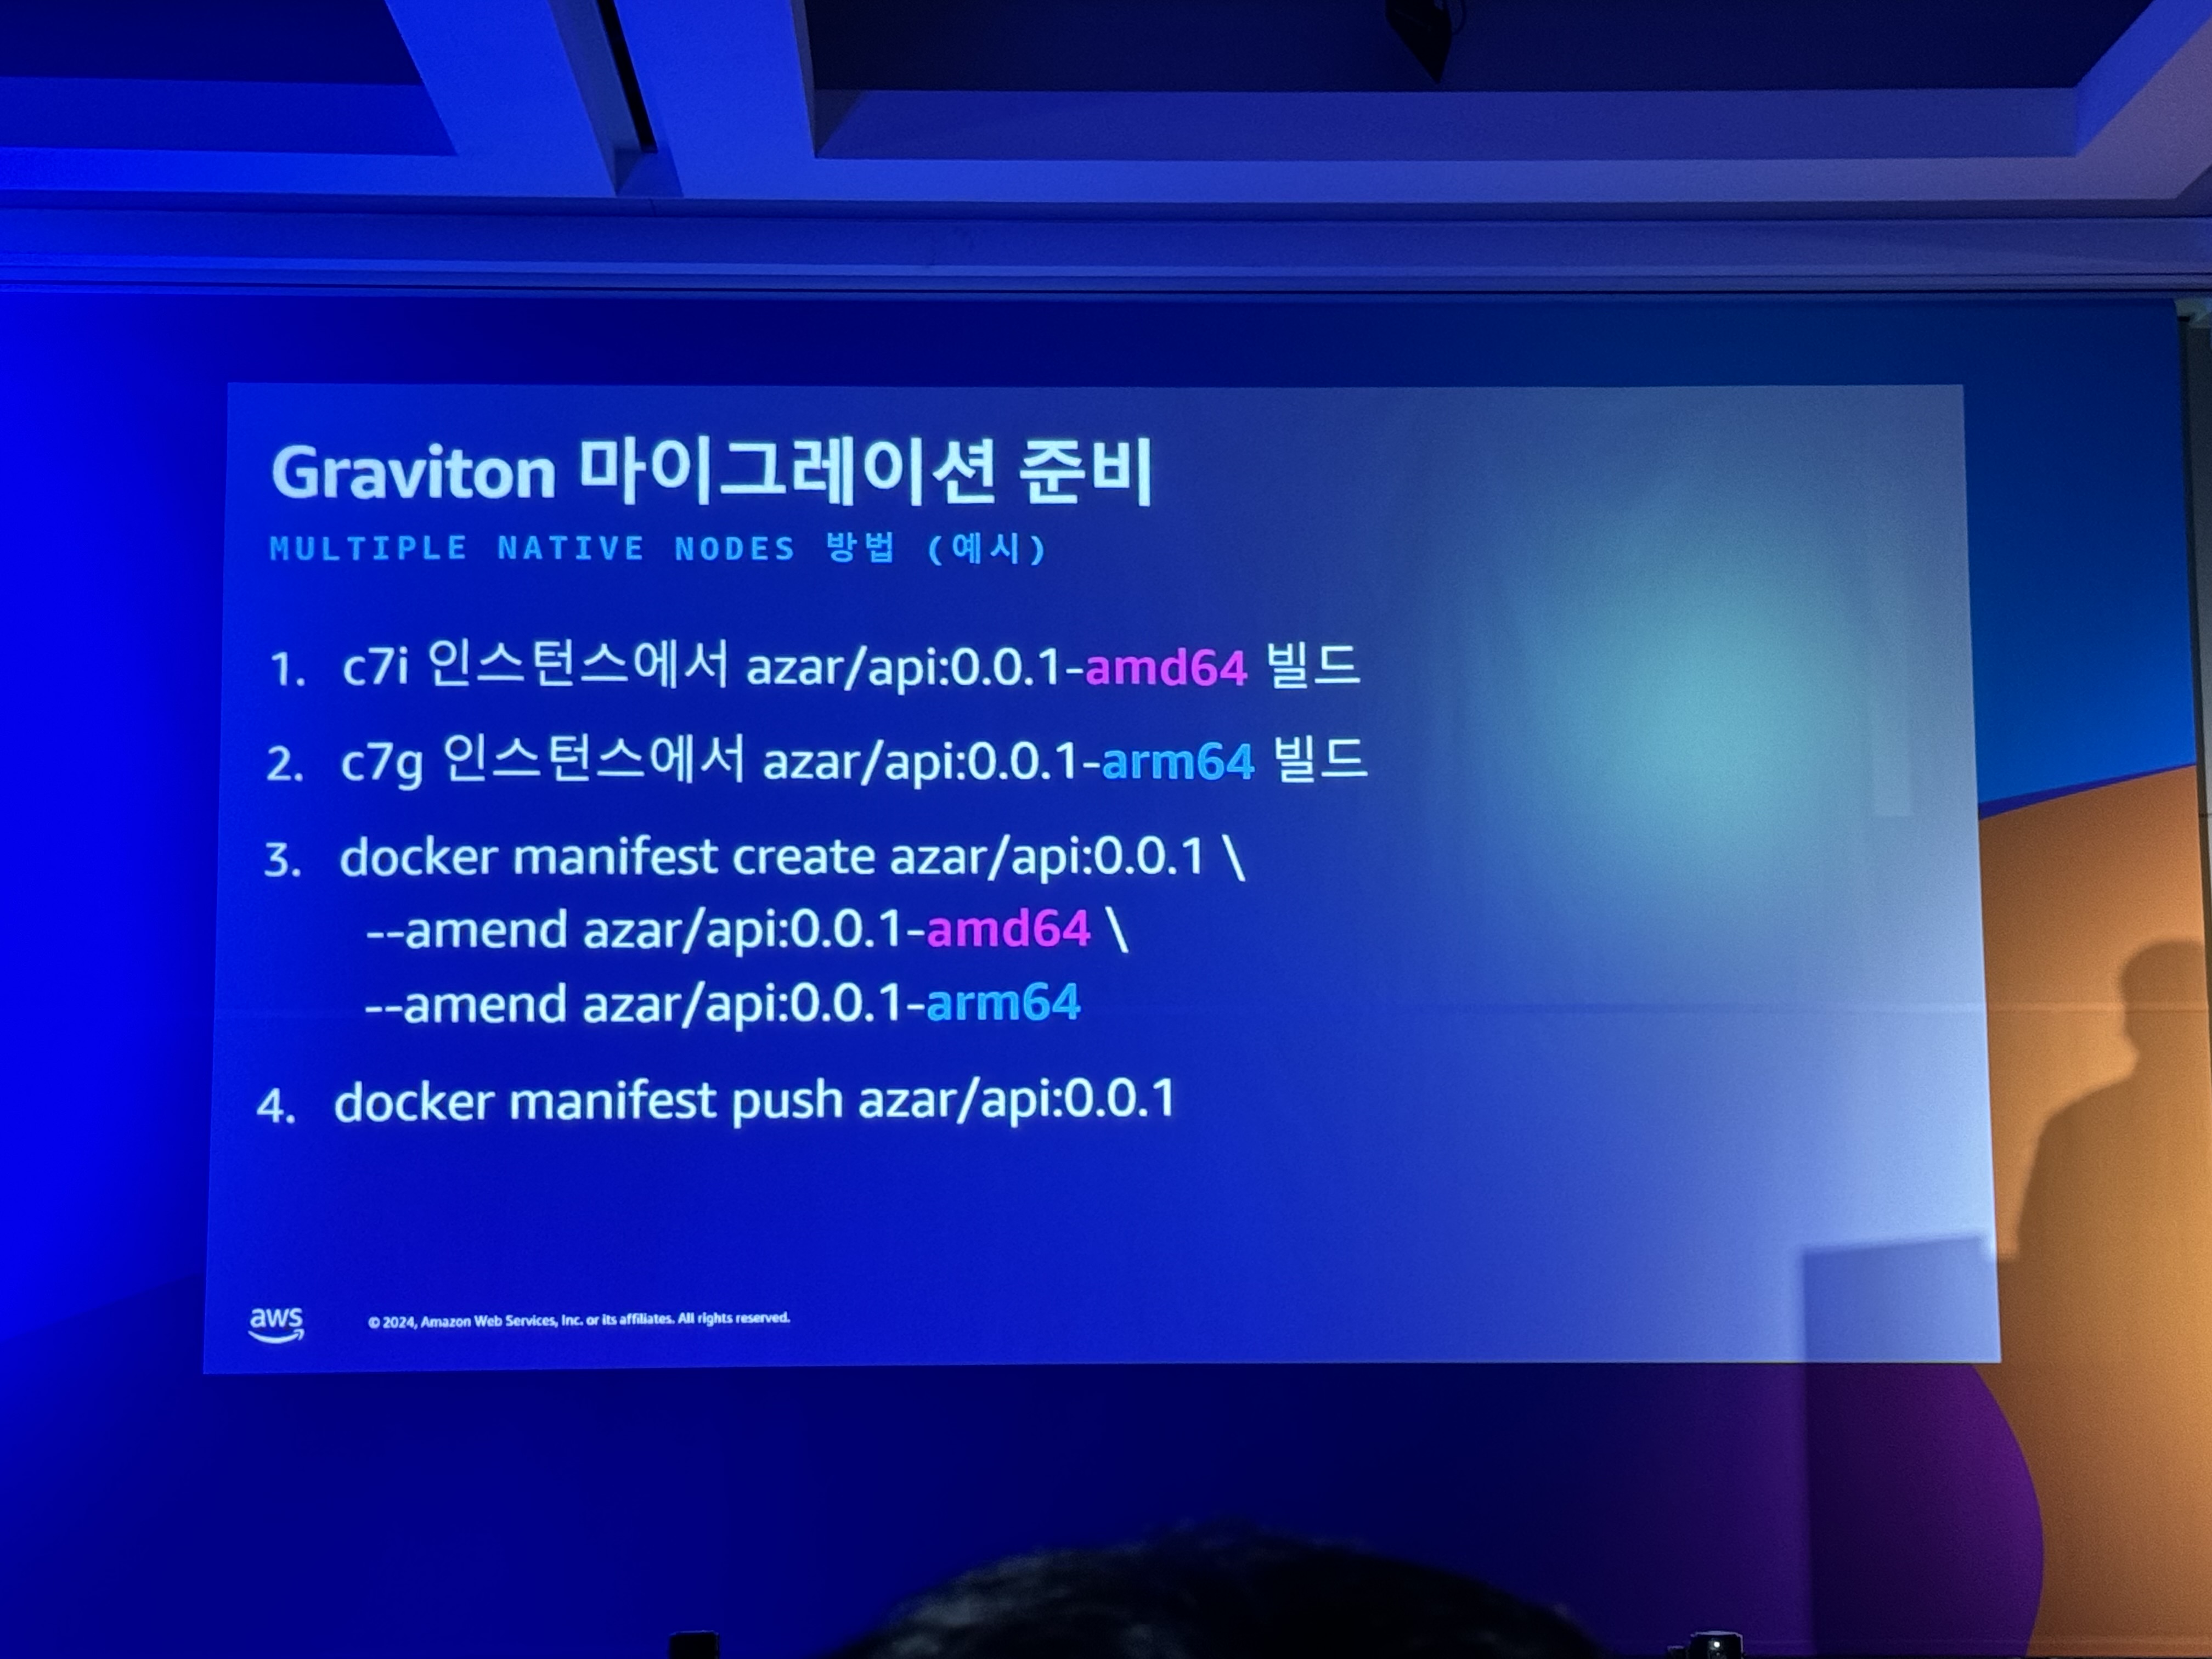 Graviton 마이그레이션 준비
MULTIPLE NATIVE NODES 방법 (예시)
1. c7i 인스턴스에서 azar/api:0.0.1-amd64 빌드
2. c7g 인스턴스에서 azar/api:0.0.1-arm64 빌드
3. docker manifest create azar/api:0.0.1 \
--amend azar/api:0.0.1-amd64 \
--amend azar/api:0.0.1-arm64
4. docker manifest push azar/api:0.0.1
aws
© 2024, Amazon Web Services, Inc. or its affiliates. All rights reserved.